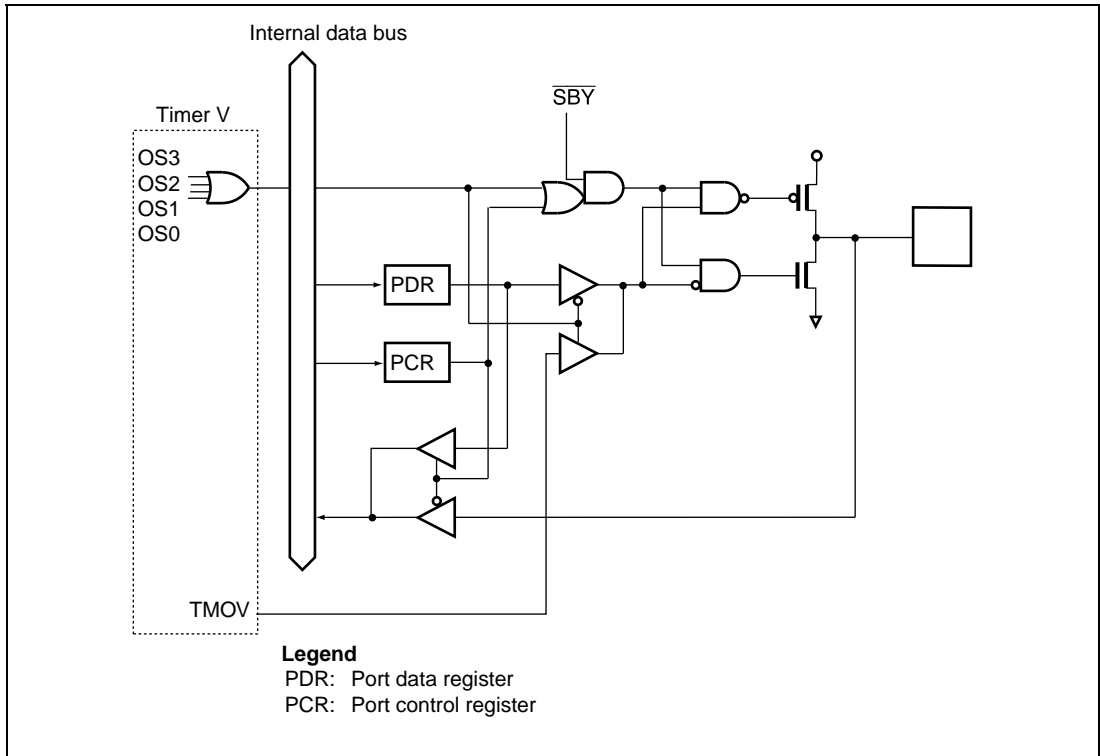 Internal data bus
SBY
Timer V
OS3
OS2
OS1
OS0
PDR
PCR
TMOV
Legend
PDR: Port data register
PCR: Port control register